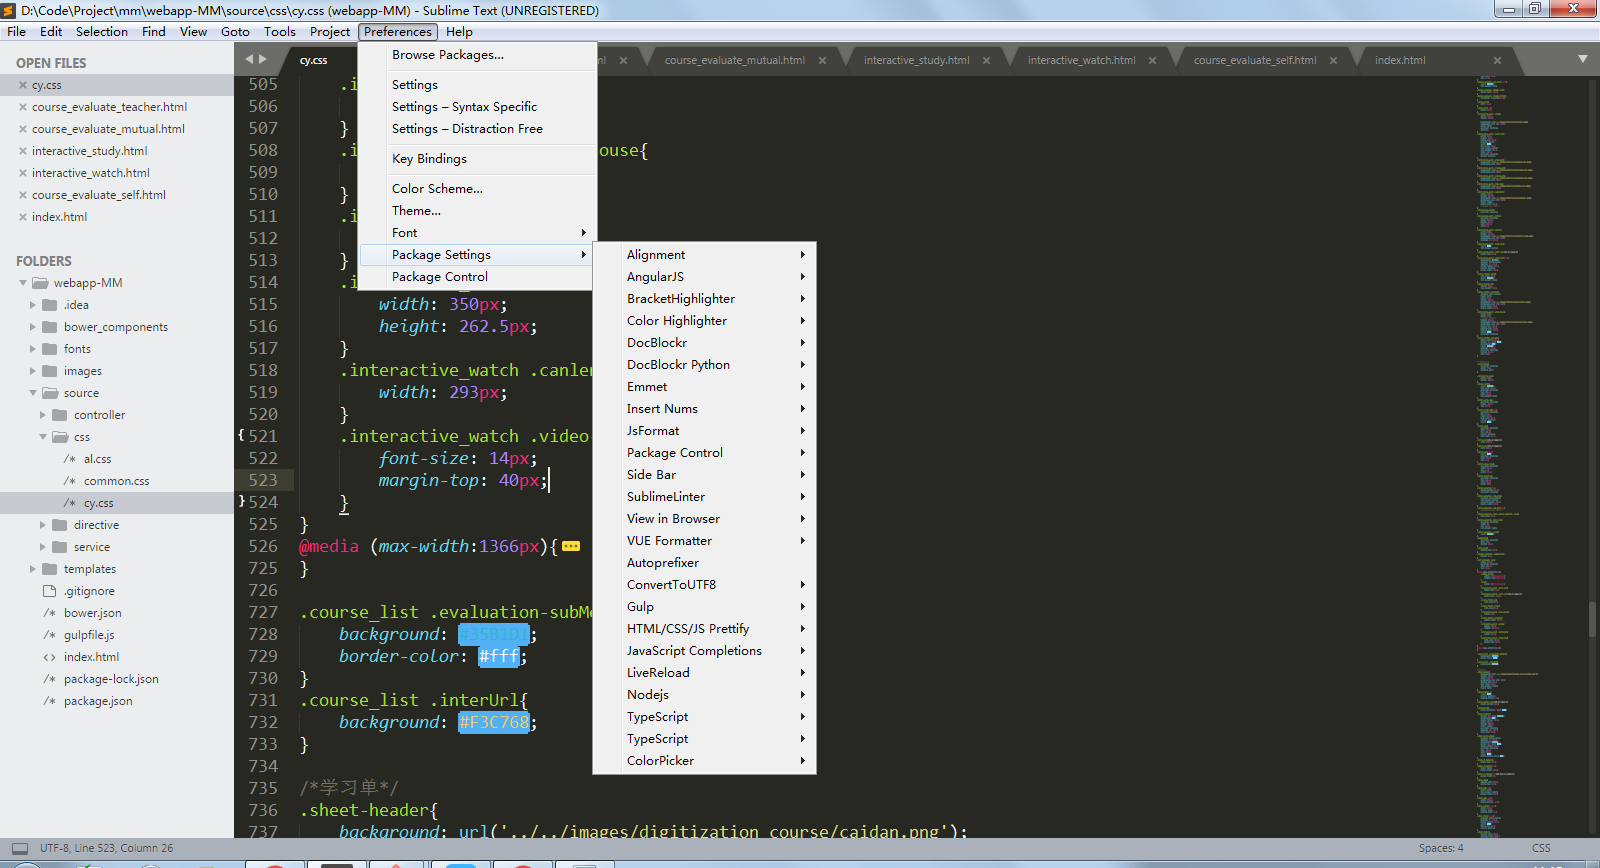 D:\Code\Project\mm\webapp-MM\source\css\cy.css (webapp-MM) - Sublime Text (UNREGISTERED)
File Edit Selection Find View Goto Tools Project Preferences Help
OPEN FILES
cy.css
course_evaluate_teacher.html
course_evaluate_mutual.html
interactive_study.html
interactive_watch.html
course_evaluate_self.html
index.html
FOLDERS
webapp-MM
.idea
bower_components
fonts
images
source
controller
css
/* al.css
/* common.css
/* cy.css
directive
service
templates
.gitignore
/* bower.json
/* gulpfile.js
<> index.html
/* package-lock.json
/* package.json
cy.css
ml
course_evaluate_mutual.html
interactive_study.html
interactive_watch.html
course_evaluate_self.html
index.html
Browse Packages...
Settings
Settings – Syntax Specific
Settings – Distraction Free
Key Bindings
Color Scheme...
Theme...
Font
Package Settings
Package Control
Alignment
AngularJS
BracketHighlighter
Color Highlighter
DocBlockr
DocBlockr Python
Emmet
Insert Nums
JsFormat
Package Control
Side Bar
SublimeLinter
View in Browser
VUE Formatter
Autoprefixer
ConvertToUTF8
Gulp
HTML/CSS/JS Prettify
JavaScript Completions
LiveReload
Nodejs
TypeScript
TypeScript
ColorPicker
505 .i
506
507 }
508 .i ouse{
509
510 }
511 .i
512
513 }
514 .i
515 width: 350px;
516 height: 262.5px;
517 }
518 .interactive_watch .canle
519 width: 293px;
520 }
{ 521 .interactive_watch .video
522 font-size: 14px;
523 margin-top: 40px;
} 524 }
525 }
526 @media (max-width:1366px){
725 }
726
727 .course_list .evaluation-subM
728 background: #35B1D1;
729 border-color: #fff;
730 }
731 .course_list .interUrl{
732 background: #F3C768;
733 }
734
735 /*学习单*/
736 .sheet-header{
737 background: url('../../images/digitization_course/caidan.png');
UTF-8, Line 523, Column 26
Spaces: 4
CSS